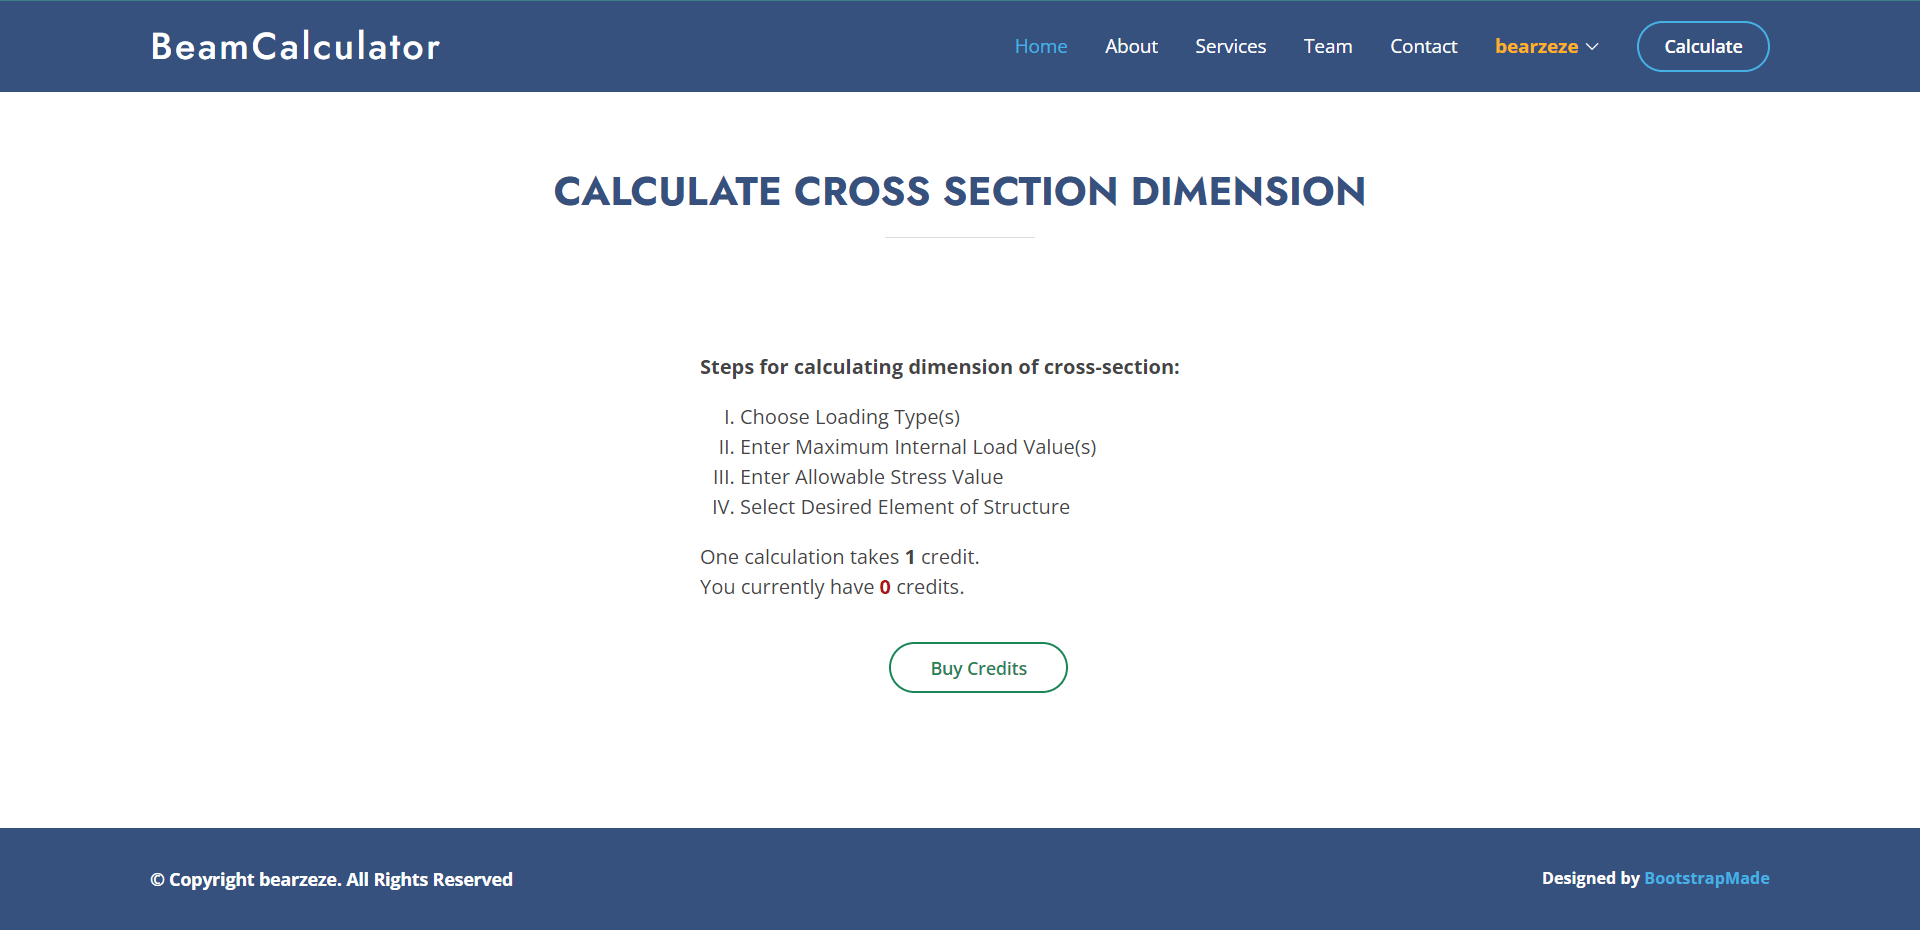 BeamCalculator
Home About Services Team Contact bearzeze Calculate
CALCULATE CROSS SECTION DIMENSION
Steps for calculating dimension of cross-section:
I. Choose Loading Type(s)
II. Enter Maximum Internal Load Value(s)
III. Enter Allowable Stress Value
IV. Select Desired Element of Structure
One calculation takes 1 credit.
You currently have 0 credits.
Buy Credits
© Copyright bearzeze. All Rights Reserved
Designed by BootstrapMade